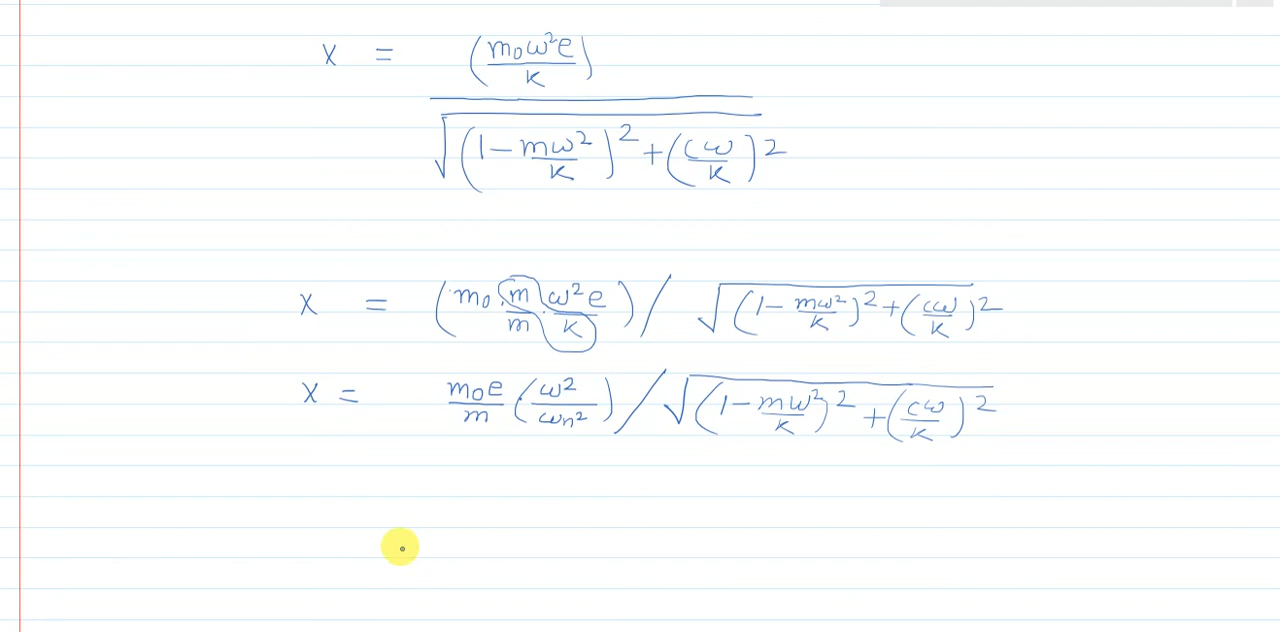 x = (m₀ω²e/k) / √((1 - mω²/k)² + (cω/k)²)
x = (m₀ · m/m · ω²e/k) / √((1 - mω²/k)² + (cω/k)²)
x = m₀e/m (ω²/ωn²) / √((1 - mω²/k)² + (cω/k)²)